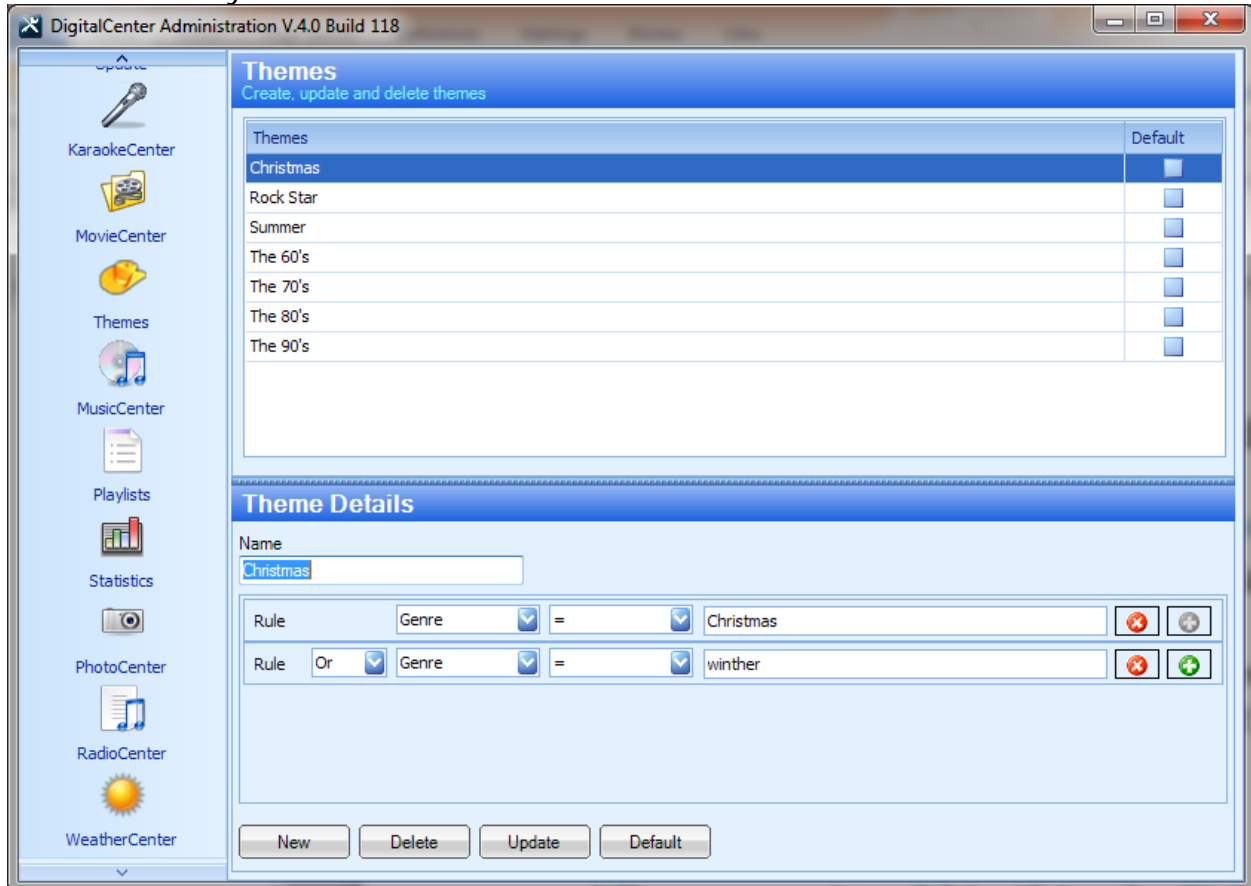 DigitalCenter Administration V.4.0 Build 118
Update
KaraokeCenter
MovieCenter
Themes
MusicCenter
Playlists
Statistics
PhotoCenter
RadioCenter
WeatherCenter
Themes
Create, update and delete themes
Themes Default
Christmas
Rock Star
Summer
The 60's
The 70's
The 80's
The 90's
Theme Details
Name
Christmas
Rule Genre = Christmas
Rule Or Genre = winther
New Delete Update Default